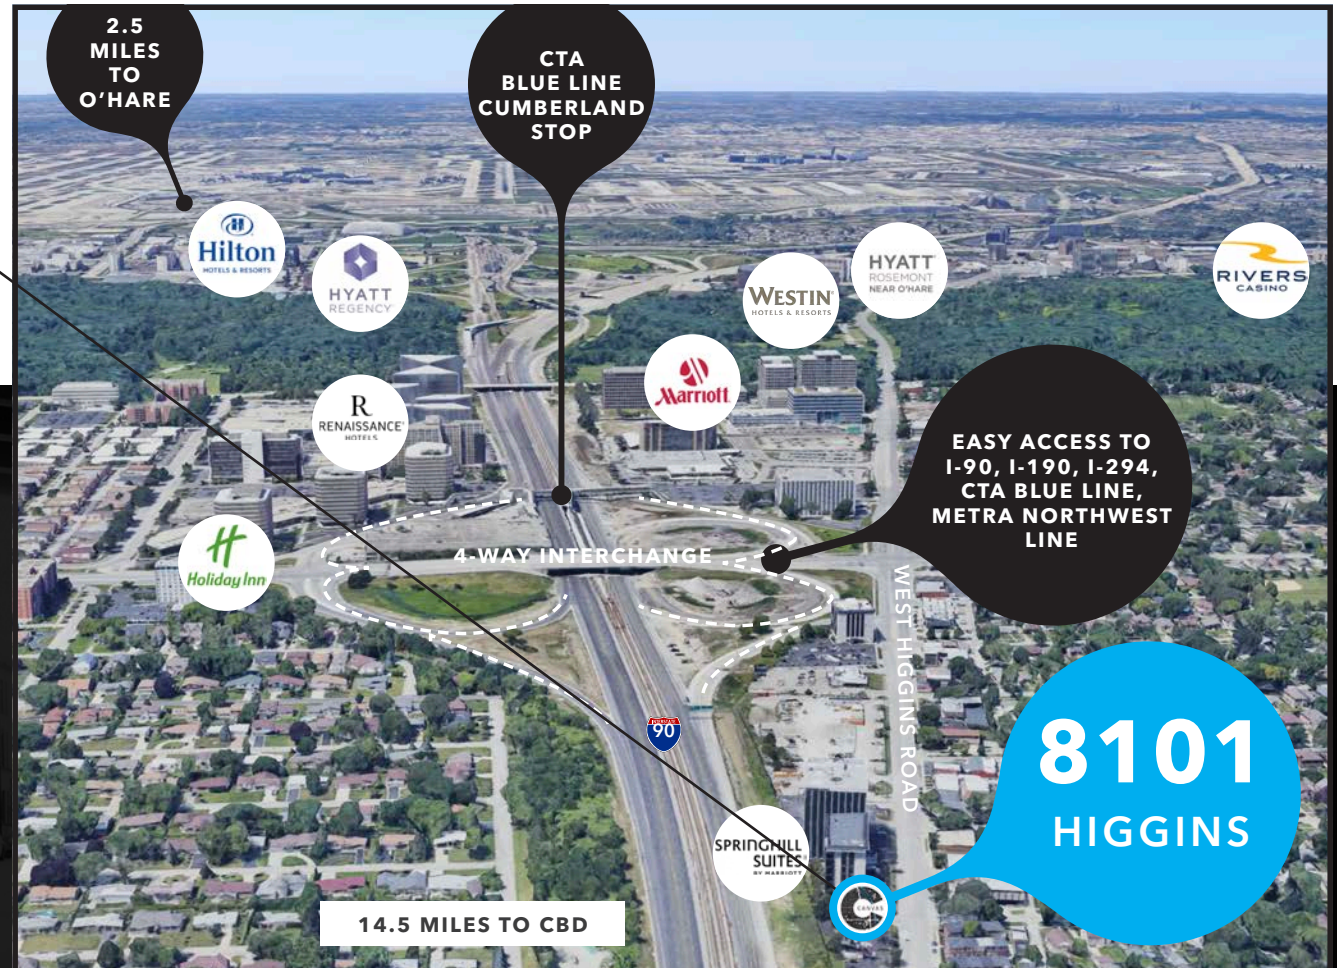 2.5
MILES
TO
O'HARE
CTA
BLUE LINE
CUMBERLAND
STOP
Hilton
HOTELS & RESORTS
HYATT
REGENCY
WESTIN
HOTELS & RESORTS
HYATT
ROSEMONT
NEAR O'HARE
RIVERS
CASINO
Marriott
R
RENAISSANCE
HOTELS
EASY ACCESS TO
I-90, I-190, I-294,
CTA BLUE LINE,
METRA NORTHWEST
LINE
H
Holiday Inn
4-WAY INTERCHANGE
WEST HIGGINS ROAD
INTERSTATE
90
8101
HIGGINS
SPRINGHILL
SUITES
BY MARRIOTT
CANVAS
14.5 MILES TO CBD